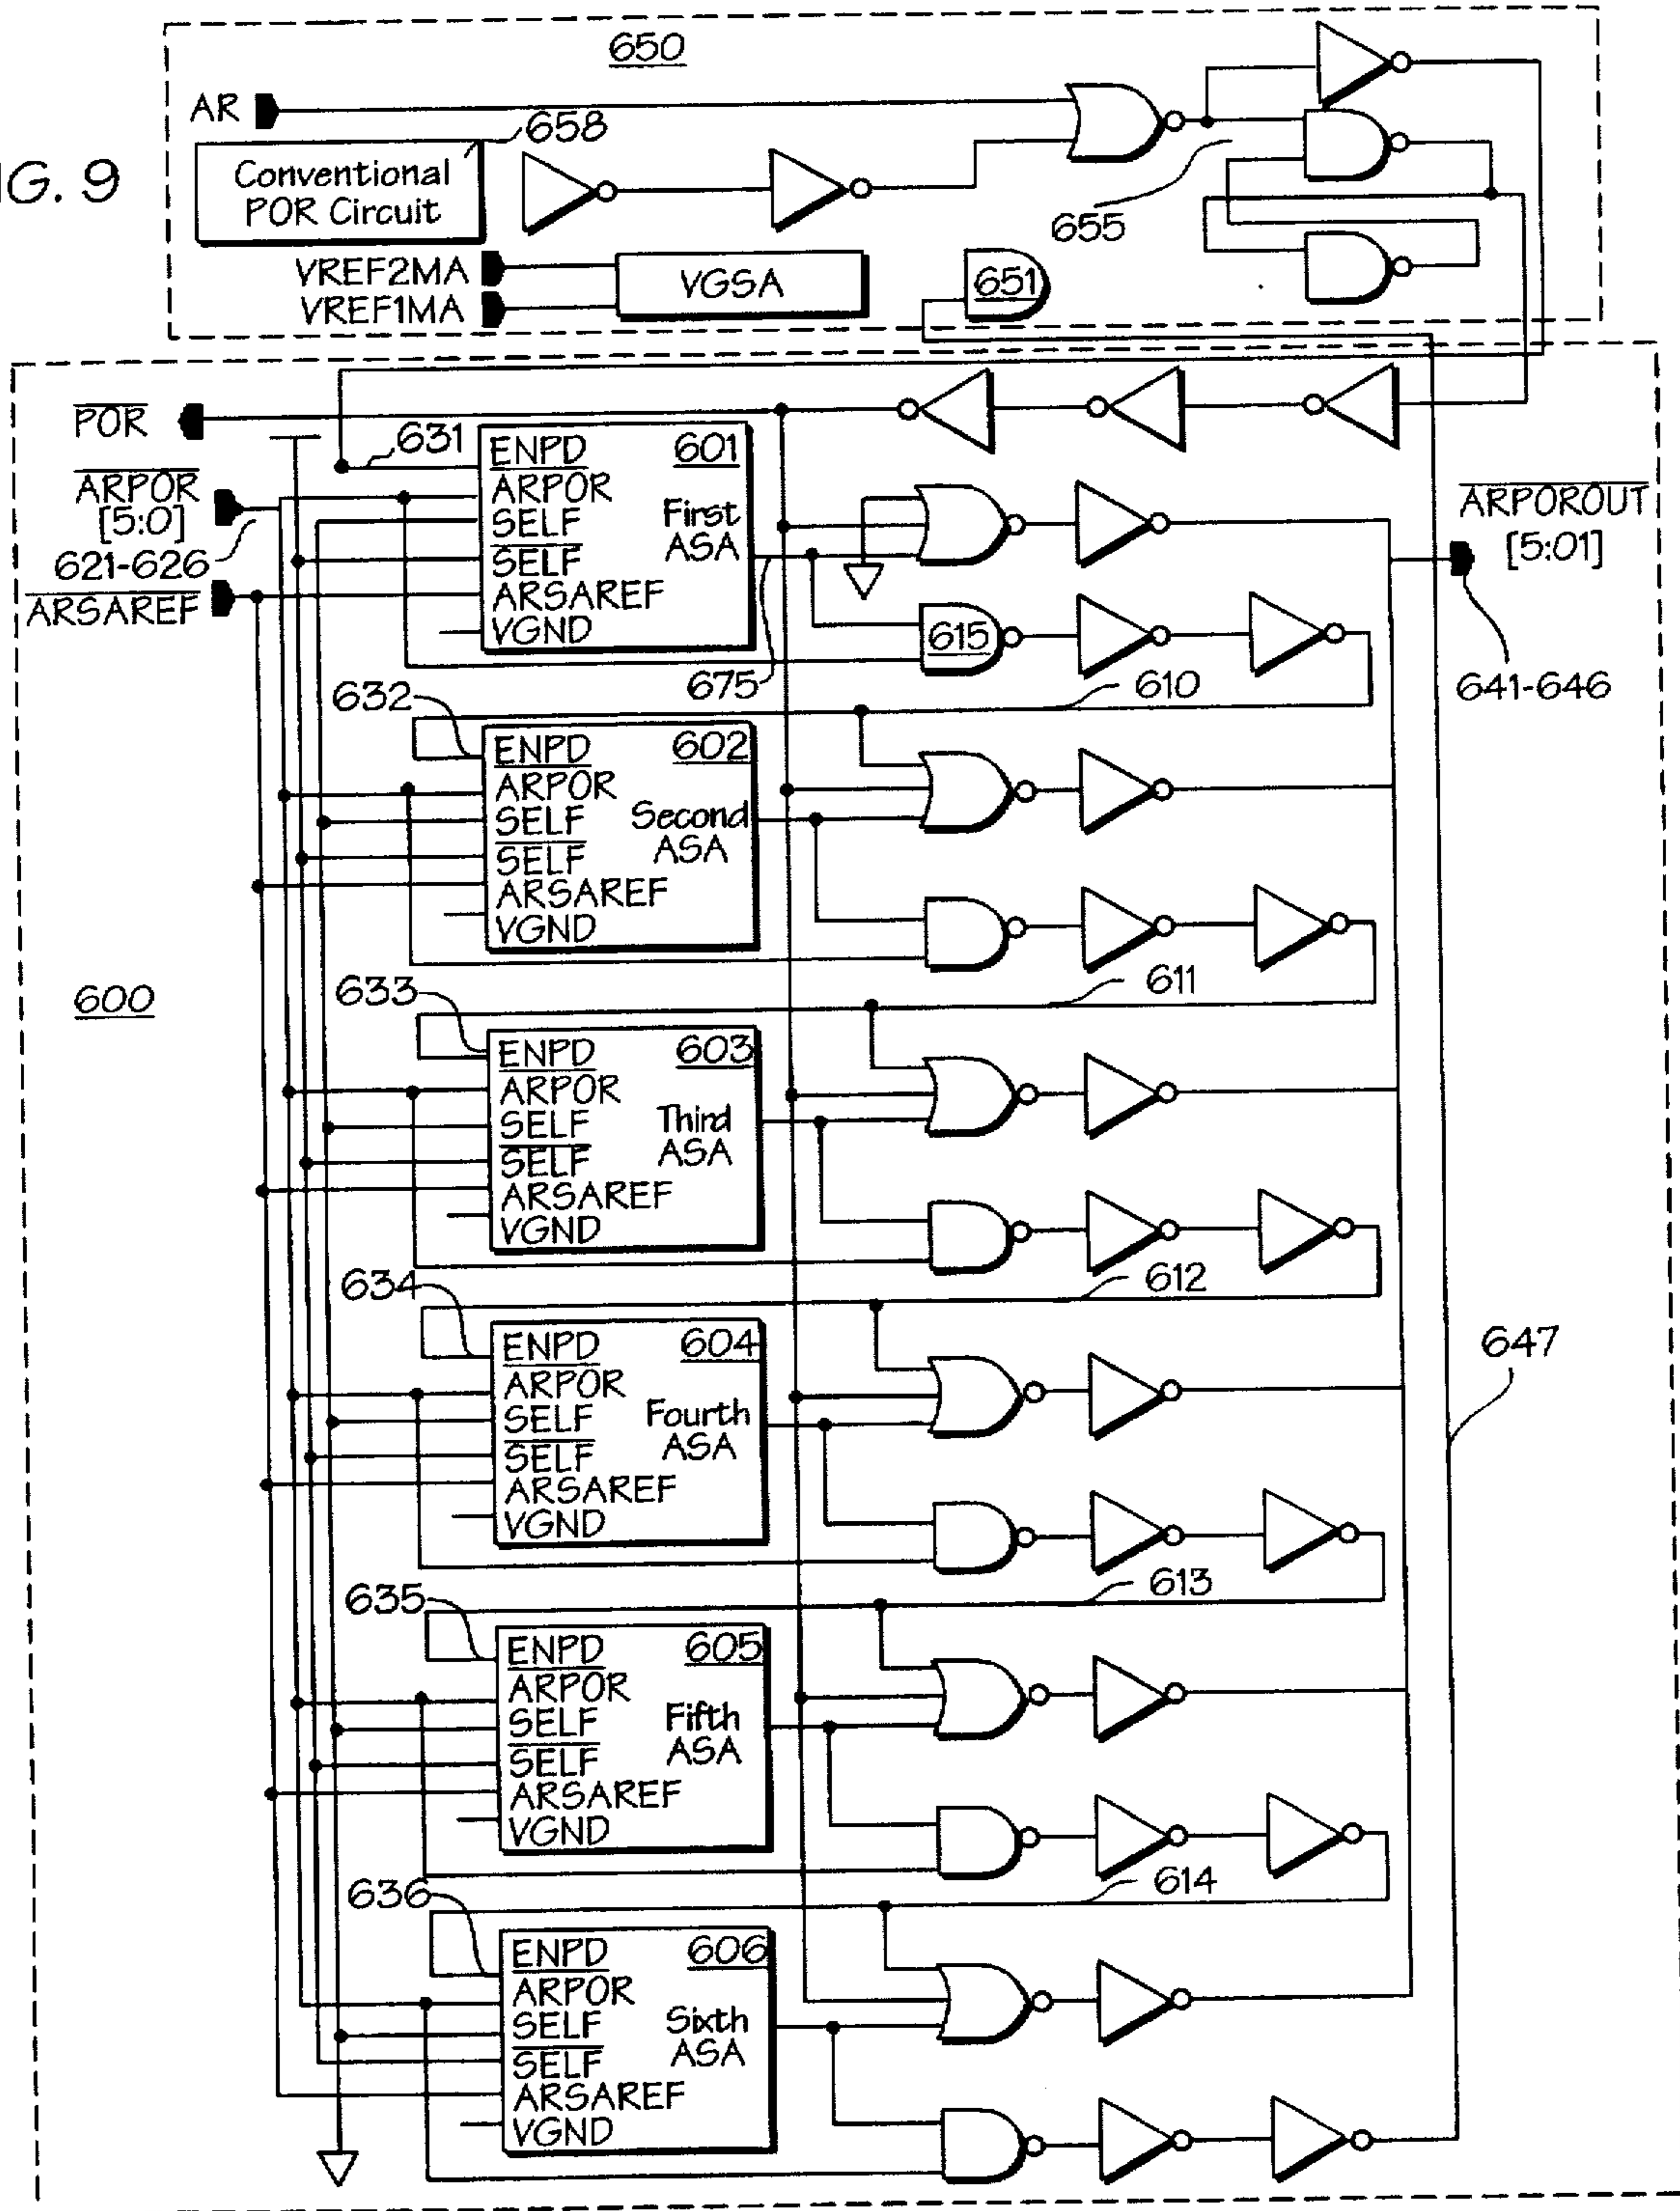 FIG. 9
650
AR
658
Conventional
POR Circuit
655
VREF2MA
VREF1MA
VGSA
651
POR
631
ARPOR
[5:0]
621-626
ARSAREF
ENPD
ARPOR
SELF
SELF
ARSAREF
VGND
601
First
ASA
675
615
ARPOROUT
[5:01]
641-646
610
632
ENPD
ARPOR
SELF
SELF
ARSAREF
VGND
602
Second
ASA
611
600
633
ENPD
ARPOR
SELF
SELF
ARSAREF
VGND
603
Third
ASA
612
634
ENPD
ARPOR
SELF
SELF
ARSAREF
VGND
604
Fourth
ASA
647
613
635
ENPD
ARPOR
SELF
SELF
ARSAREF
VGND
605
Fifth
ASA
614
636
ENPD
ARPOR
SELF
SELF
ARSAREF
VGND
606
Sixth
ASA